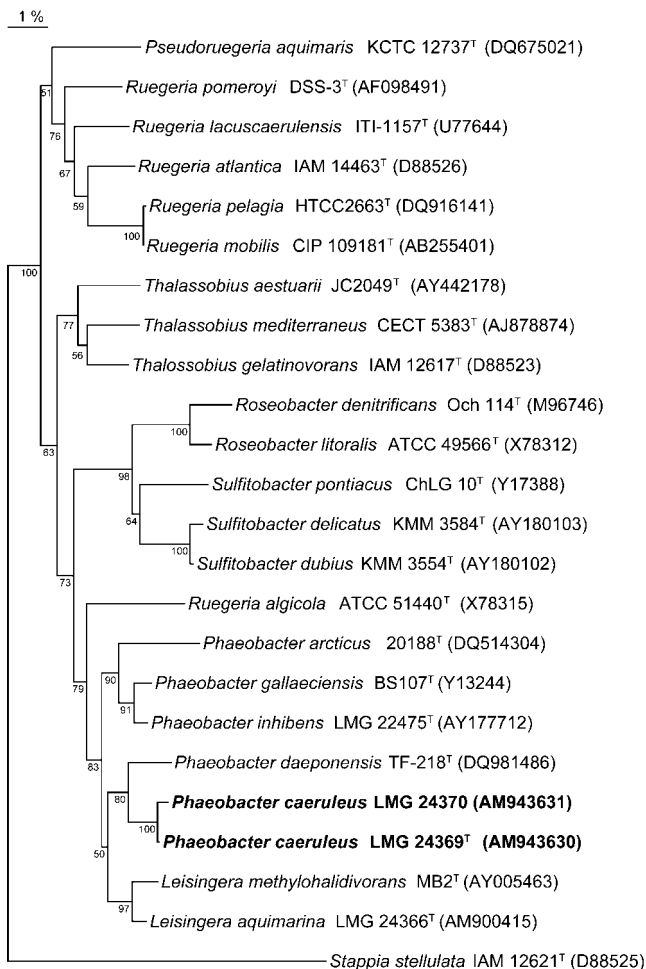 1 %
Pseudoruegeria aquimaris KCTC 12737ᵀ (DQ675021)
51
Ruegeria pomeroyi DSS-3ᵀ (AF098491)
76
Ruegeria lacuscaerulensis ITI-1157ᵀ (U77644)
67
Ruegeria atlantica IAM 14463ᵀ (D88526)
59
Ruegeria pelagia HTCC2663ᵀ (DQ916141)
100
Ruegeria mobilis CIP 109181ᵀ (AB255401)
100
Thalassobius aestuarii JC2049ᵀ (AY442178)
77
Thalassobius mediterraneus CECT 5383ᵀ (AJ878874)
56
Thalossobius gelatinovorans IAM 12617ᵀ (D88523)
Roseobacter denitrificans Och 114ᵀ (M96746)
100
Roseobacter litoralis ATCC 49566ᵀ (X78312)
63
98
Sulfitobacter pontiacus ChLG 10ᵀ (Y17388)
64
Sulfitobacter delicatus KMM 3584ᵀ (AY180103)
100
Sulfitobacter dubius KMM 3554ᵀ (AY180102)
73
Ruegeria algicola ATCC 51440ᵀ (X78315)
Phaeobacter arcticus 20188ᵀ (DQ514304)
90
79
Phaeobacter gallaeciensis BS107ᵀ (Y13244)
91
Phaeobacter inhibens LMG 22475ᵀ (AY177712)
83
Phaeobacter daeponensis TF-218ᵀ (DQ981486)
80
Phaeobacter caeruleus LMG 24370 (AM943631)
100
Phaeobacter caeruleus LMG 24369ᵀ (AM943630)
50
Leisingera methylohalidivorans MB2ᵀ (AY005463)
97
Leisingera aquimarina LMG 24366ᵀ (AM900415)
Stappia stellulata IAM 12621ᵀ (D88525)